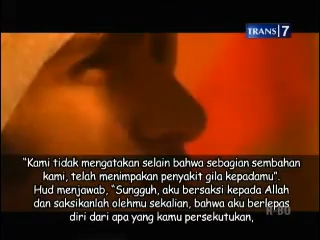 TRANS|7
“Kami tidak mengatakan selain bahwa sebagian sembahan
kami, telah menimpakan penyakit gila kepadamu”.
Hud menjawab, “Sungguh, aku bersaksi kepada Allah
dan saksikanlah olehmu sekalian, bahwa aku berlepas
diri dari apa yang kamu persekutukan,